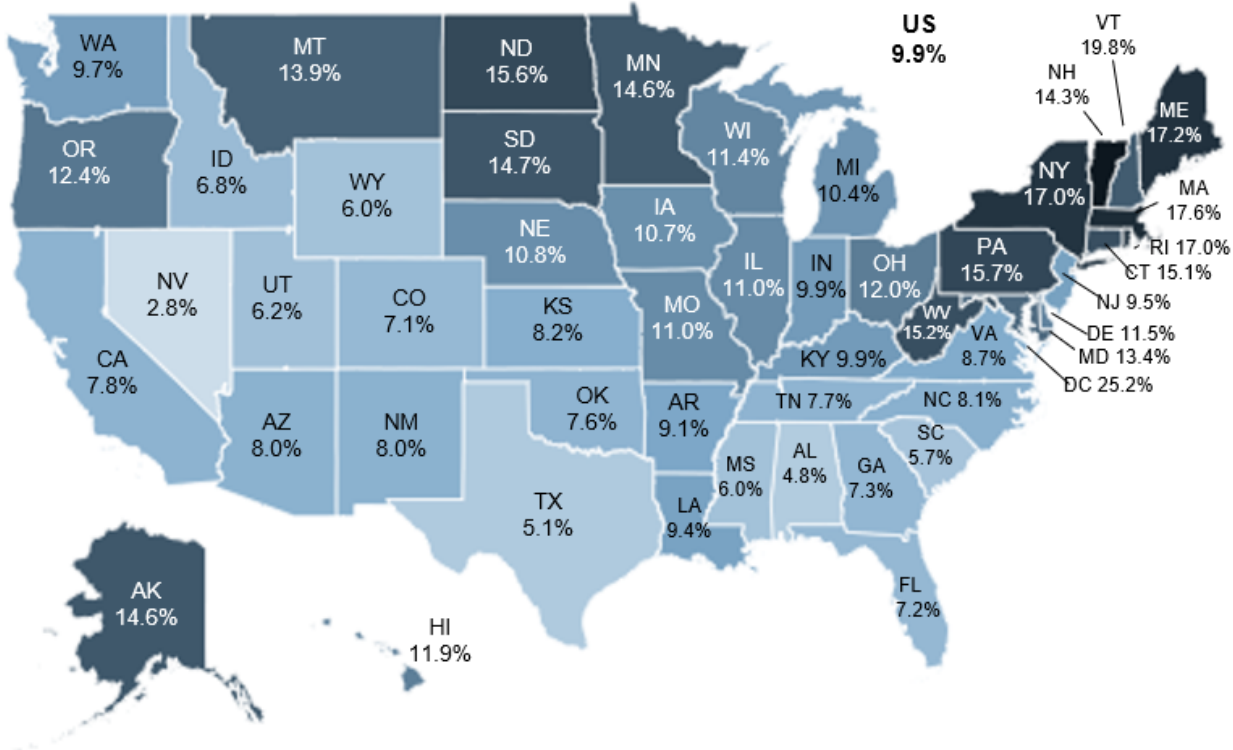 US
9.9%
VT
19.8%
NH
14.3%
WA
9.7%
MT
13.9%
ND
15.6%
MN
14.6%
ME
17.2%
OR
12.4%
ID
6.8%
SD
14.7%
WI
11.4%
MI
10.4%
NY
17.0%
MA
17.6%
WY
6.0%
RI 17.0%
CT 15.1%
NE
10.8%
IA
10.7%
PA
15.7%
NJ 9.5%
NV
2.8%
UT
6.2%
CO
7.1%
KS
8.2%
MO
11.0%
IL
11.0%
IN
9.9%
OH
12.0%
WV
15.2%
VA
8.7%
DE 11.5%
MD 13.4%
DC 25.2%
CA
7.8%
KY 9.9%
AZ
8.0%
NM
8.0%
OK
7.6%
AR
9.1%
TN 7.7%
NC 8.1%
SC
5.7%
MS
6.0%
AL
4.8%
GA
7.3%
TX
5.1%
LA
9.4%
FL
7.2%
AK
14.6%
HI
11.9%